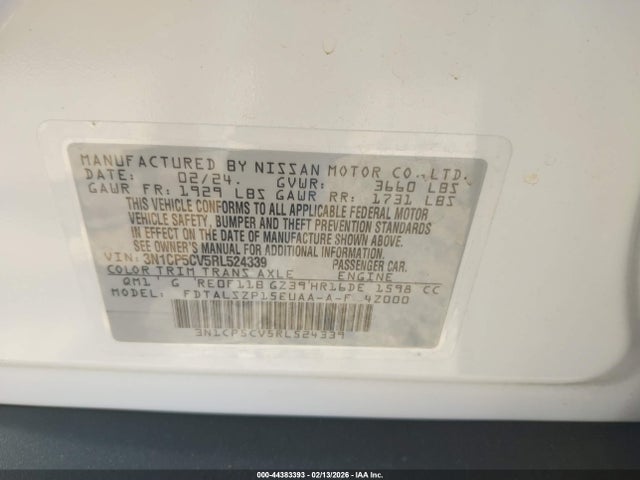 MANUFACTURED BY NISSAN MOTOR CO., LTD.
DATE: 02/24. GVWR: 3660 LBS
GAWR FR: 1929 LBS GAWR RR: 1731 LBS
THIS VEHICLE CONFORMS TO ALL APPLICABLE FEDERAL MOTOR
VEHICLE SAFETY, BUMPER AND THEFT PREVENTION STANDARDS
IN EFFECT ON THE DATE OF MANUFACTURE SHOWN ABOVE.
SEE OWNER'S MANUAL FOR ADDITIONAL INFORMATION.
VIN: 3N1CP5CV5RL524339 PASSENGER CAR.
COLOR TRIM TRANS AXLE ENGINE
QM1 G RE0F11B GZ39 HR16DE 1598 CC
MODEL: FDTALSZP15EUAA-A-F 4Z000
3N1CP5CV5RL524339
000-44383393 - 02/13/2026 - IAA Inc.